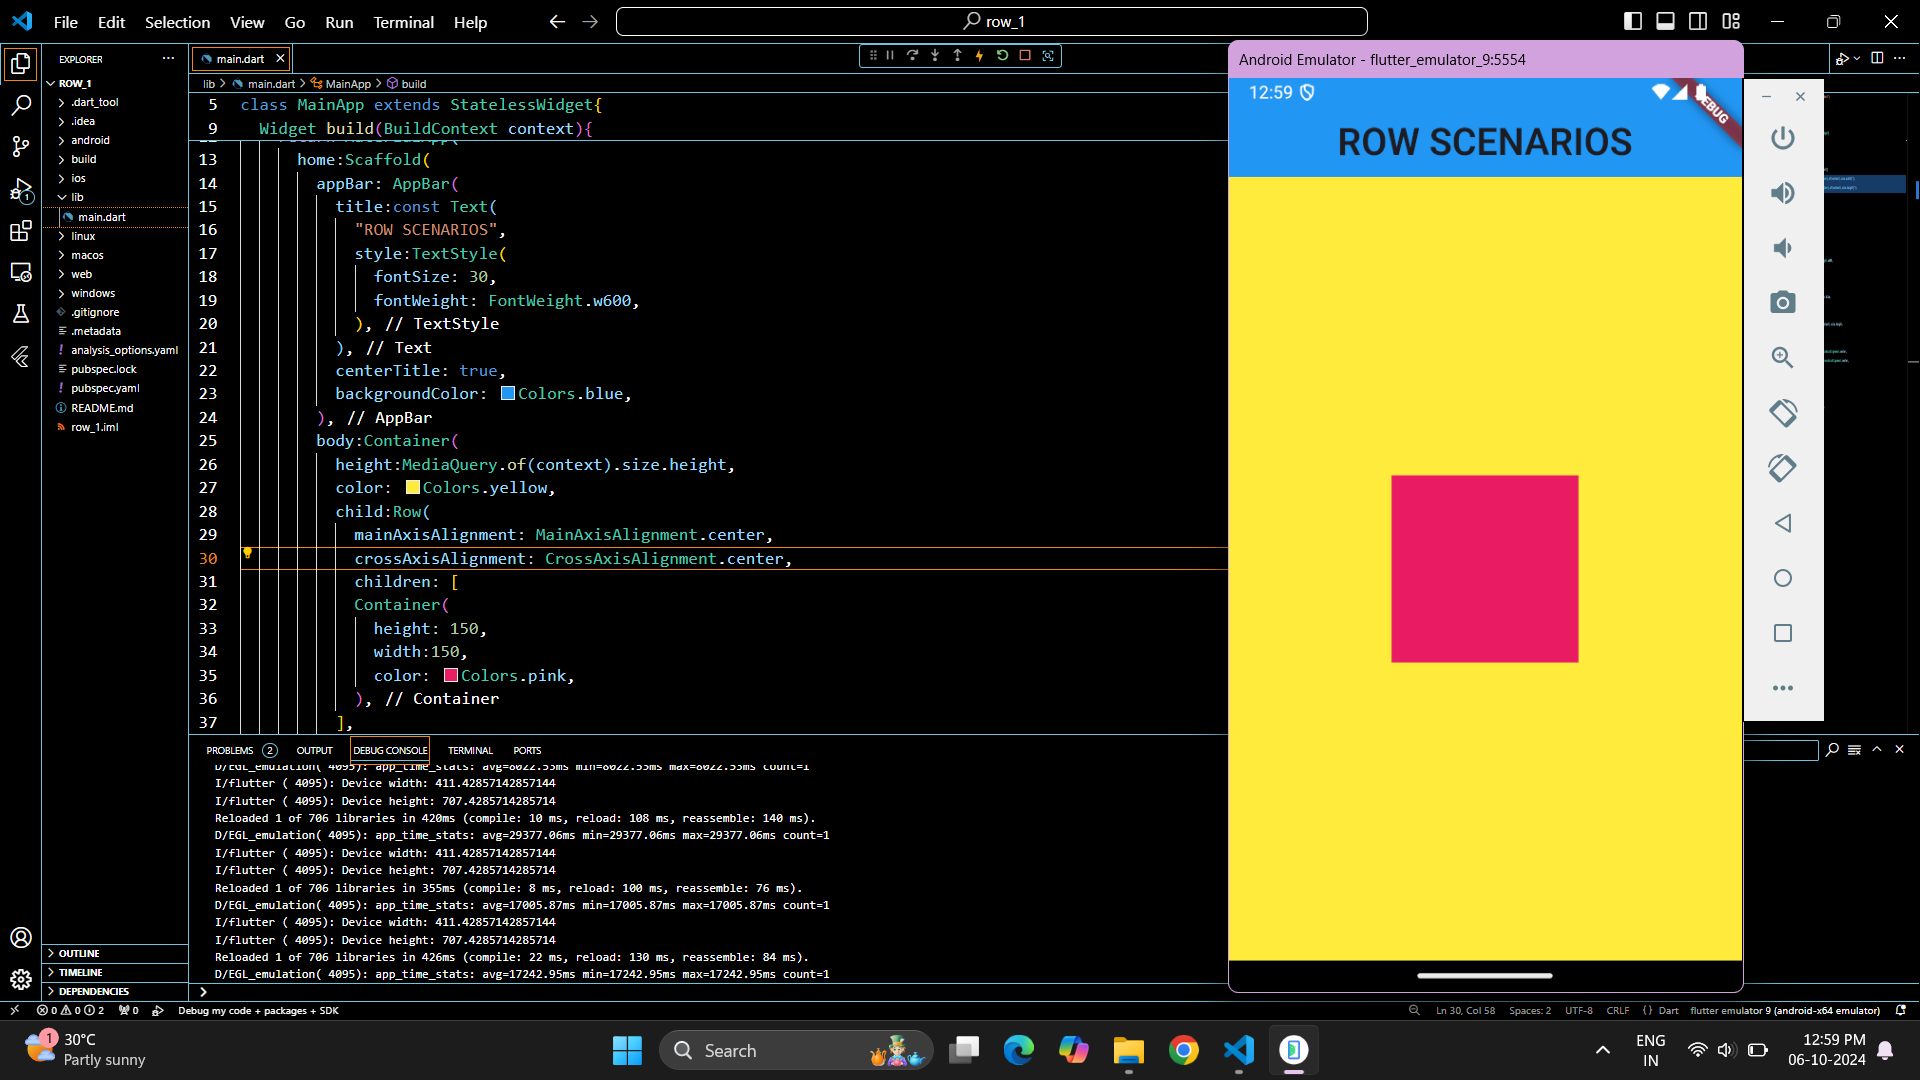 File Edit Selection View Go Run Terminal Help
row_1
EXPLORER
ROW_1
.dart_tool
.idea
android
build
ios
lib
main.dart
linux
macos
web
windows
.gitignore
.metadata
analysis_options.yaml
pubspec.lock
pubspec.yaml
README.md
row_1.iml
OUTLINE
TIMELINE
DEPENDENCIES
main.dart
lib > main.dart > MainApp > build
5 class MainApp extends StatelessWidget{
9 Widget build(BuildContext context){
13 home:Scaffold(
14 appBar: AppBar(
15 title:const Text(
16 "ROW SCENARIOS",
17 style:TextStyle(
18 fontSize: 30,
19 fontWeight: FontWeight.w600,
20 ), // TextStyle
21 ), // Text
22 centerTitle: true,
23 backgroundColor: Colors.blue,
24 ), // AppBar
25 body:Container(
26 height:MediaQuery.of(context).size.height,
27 color: Colors.yellow,
28 child:Row(
29 mainAxisAlignment: MainAxisAlignment.center,
30 crossAxisAlignment: CrossAxisAlignment.center,
31 children: [
32 Container(
33 height: 150,
34 width:150,
35 color: Colors.pink,
36 ), // Container
37 ],
PROBLEMS 2 OUTPUT DEBUG CONSOLE TERMINAL PORTS
D/EGL_emulation( 4095): app_time_stats: avg=8022.53ms min=8022.53ms max=8022.53ms count=1
I/flutter ( 4095): Device width: 411.42857142857144
I/flutter ( 4095): Device height: 707.4285714285714
Reloaded 1 of 706 libraries in 420ms (compile: 10 ms, reload: 108 ms, reassemble: 140 ms).
D/EGL_emulation( 4095): app_time_stats: avg=29377.06ms min=29377.06ms max=29377.06ms count=1
I/flutter ( 4095): Device width: 411.42857142857144
I/flutter ( 4095): Device height: 707.4285714285714
Reloaded 1 of 706 libraries in 355ms (compile: 8 ms, reload: 100 ms, reassemble: 76 ms).
D/EGL_emulation( 4095): app_time_stats: avg=17005.87ms min=17005.87ms max=17005.87ms count=1
I/flutter ( 4095): Device width: 411.42857142857144
I/flutter ( 4095): Device height: 707.4285714285714
Reloaded 1 of 706 libraries in 426ms (compile: 22 ms, reload: 130 ms, reassemble: 84 ms).
D/EGL_emulation( 4095): app_time_stats: avg=17242.95ms min=17242.95ms max=17242.95ms count=1
Android Emulator - flutter_emulator_9:5554
12:59
DEBUG
ROW SCENARIOS
0 0 2 0 Debug my code + packages + SDK
Ln 30, Col 58 Spaces: 2 UTF-8 CRLF {} Dart flutter emulator 9 (android-x64 emulator)
1
30°C
Partly sunny
Search
ENG
IN
12:59 PM
06-10-2024